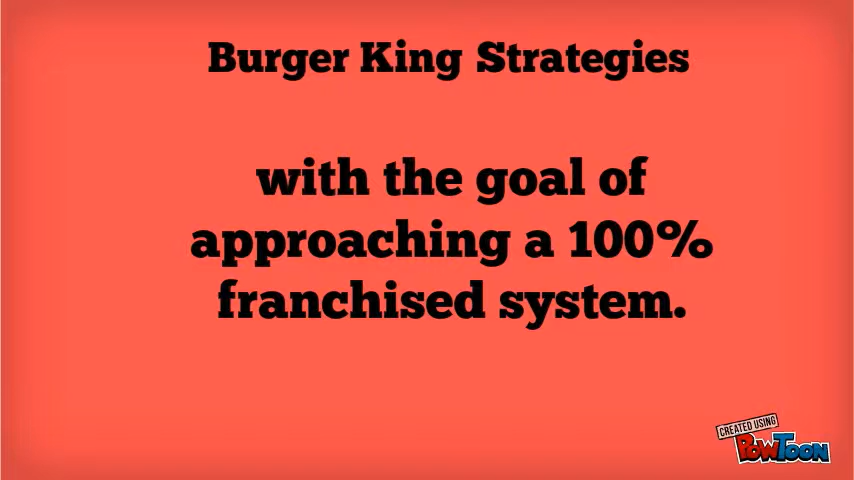 Burger King Strategies
with the goal of
approaching a 100%
franchised system.
CREATED USING
POWTOON